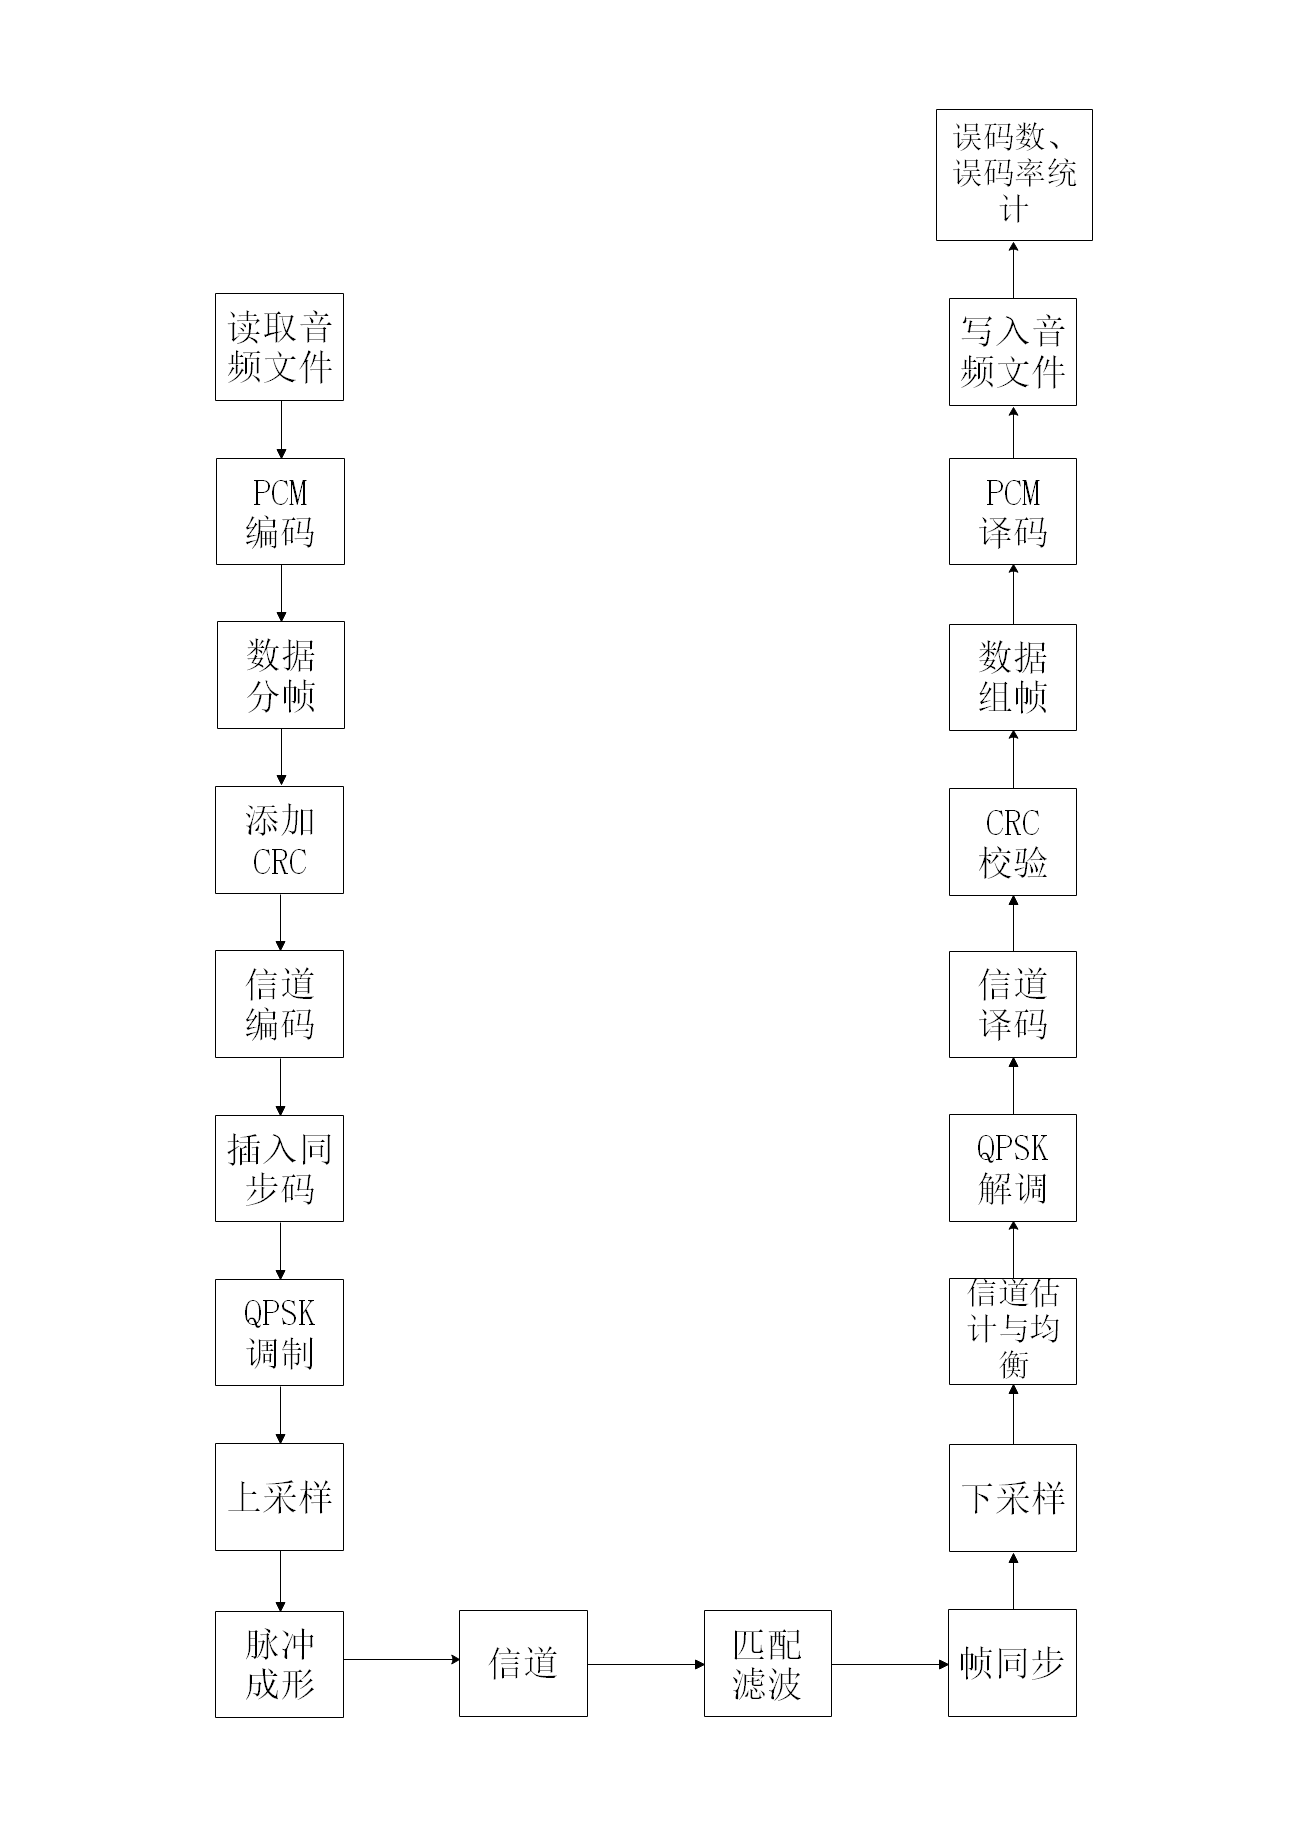 读取音
频文件
PCM
编码
数据
分帧
添加
CRC
信道
编码
插入同
步码
QPSK
调制
上采样
脉冲
成形
信道
匹配
滤波
帧同步
下采样
信道估
计与均
衡
QPSK
解调
信道
译码
CRC
校验
数据
组帧
PCM
译码
写入音
频文件
误码数、
误码率统
计